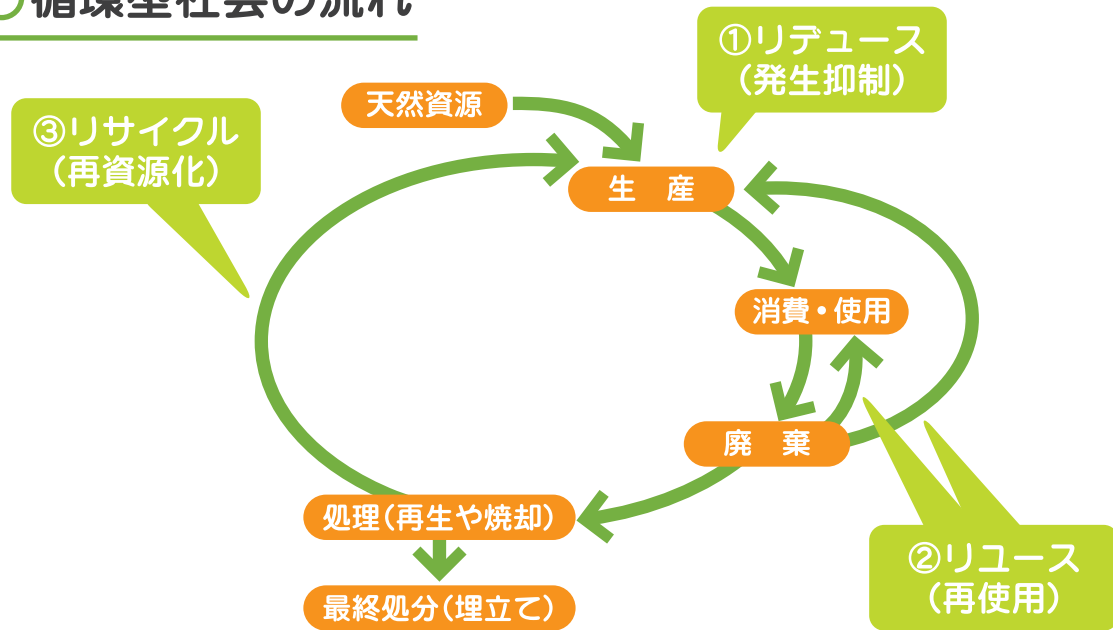 循環型社会の流れ
①リデュース
（発生抑制）
天然資源
③リサイクル
（再資源化）
生　産
消費・使用
廃　棄
処理（再生や焼却）
②リユース
（再使用）
最終処分（埋立て）